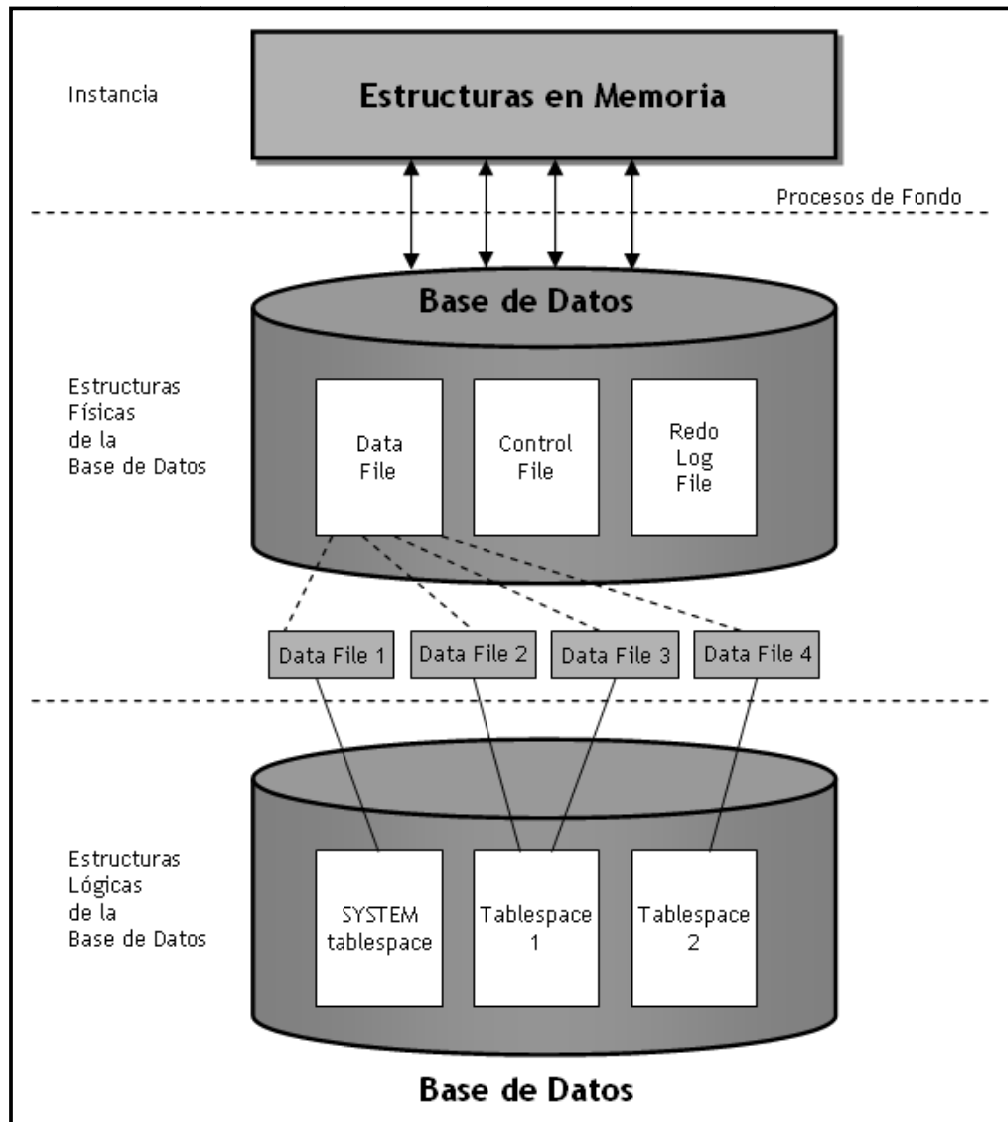 Instancia
Estructuras en Memoria
Procesos de Fondo
Base de Datos
Estructuras
Físicas
de la
Base de Datos
Data
File
Control
File
Redo
Log
File
Data File 1
Data File 2
Data File 3
Data File 4
Estructuras
Lógicas
de la
Base de Datos
SYSTEM
tablespace
Tablespace
1
Tablespace
2
Base de Datos